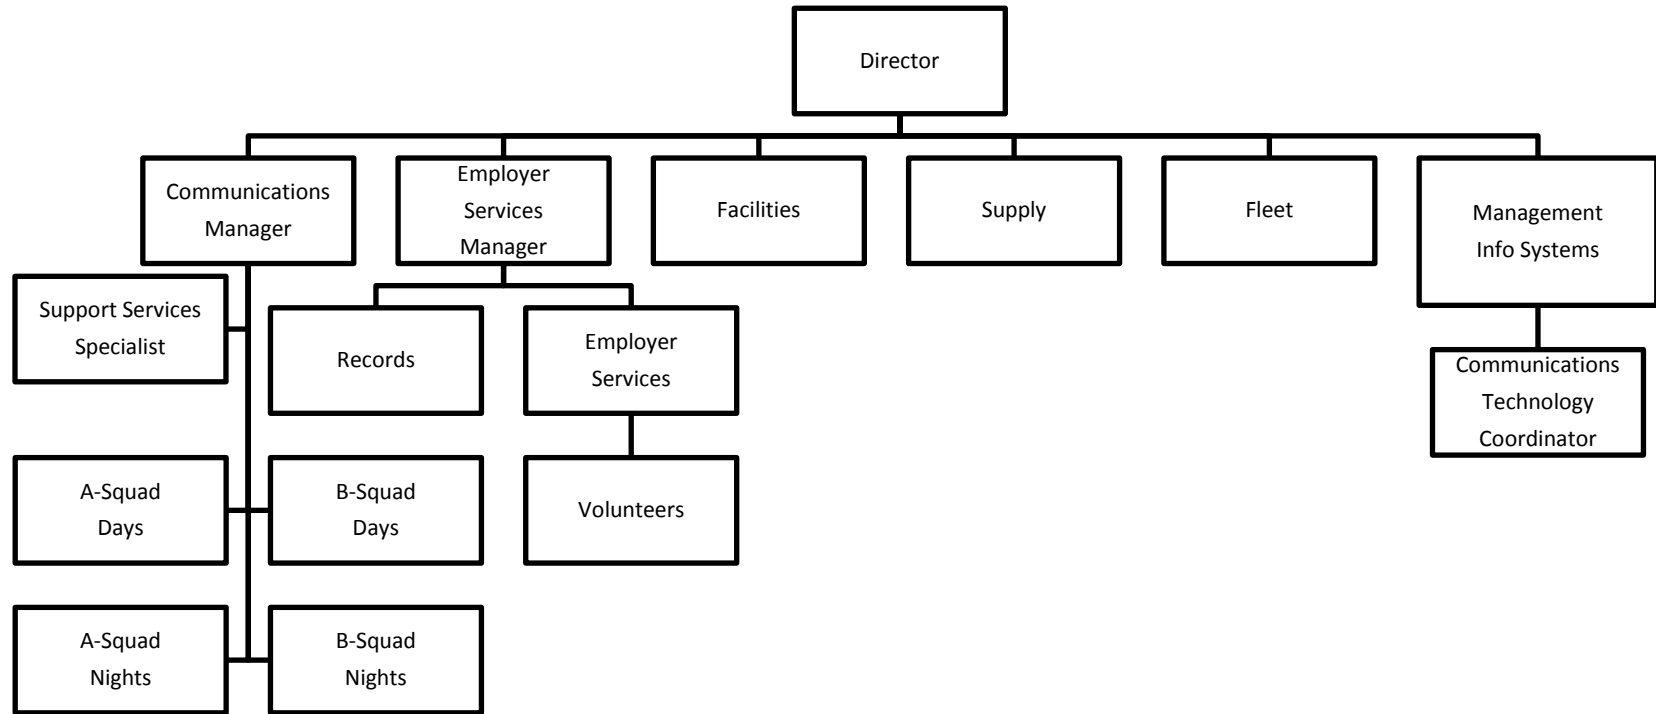 Director
Communications
Manager
Employer
Services
Manager
Facilities
Supply
Fleet
Management
Info Systems
Support Services
Specialist
Records
Employer
Services
Communications
Technology
Coordinator
A-Squad
Days
B-Squad
Days
Volunteers
A-Squad
Nights
B-Squad
Nights